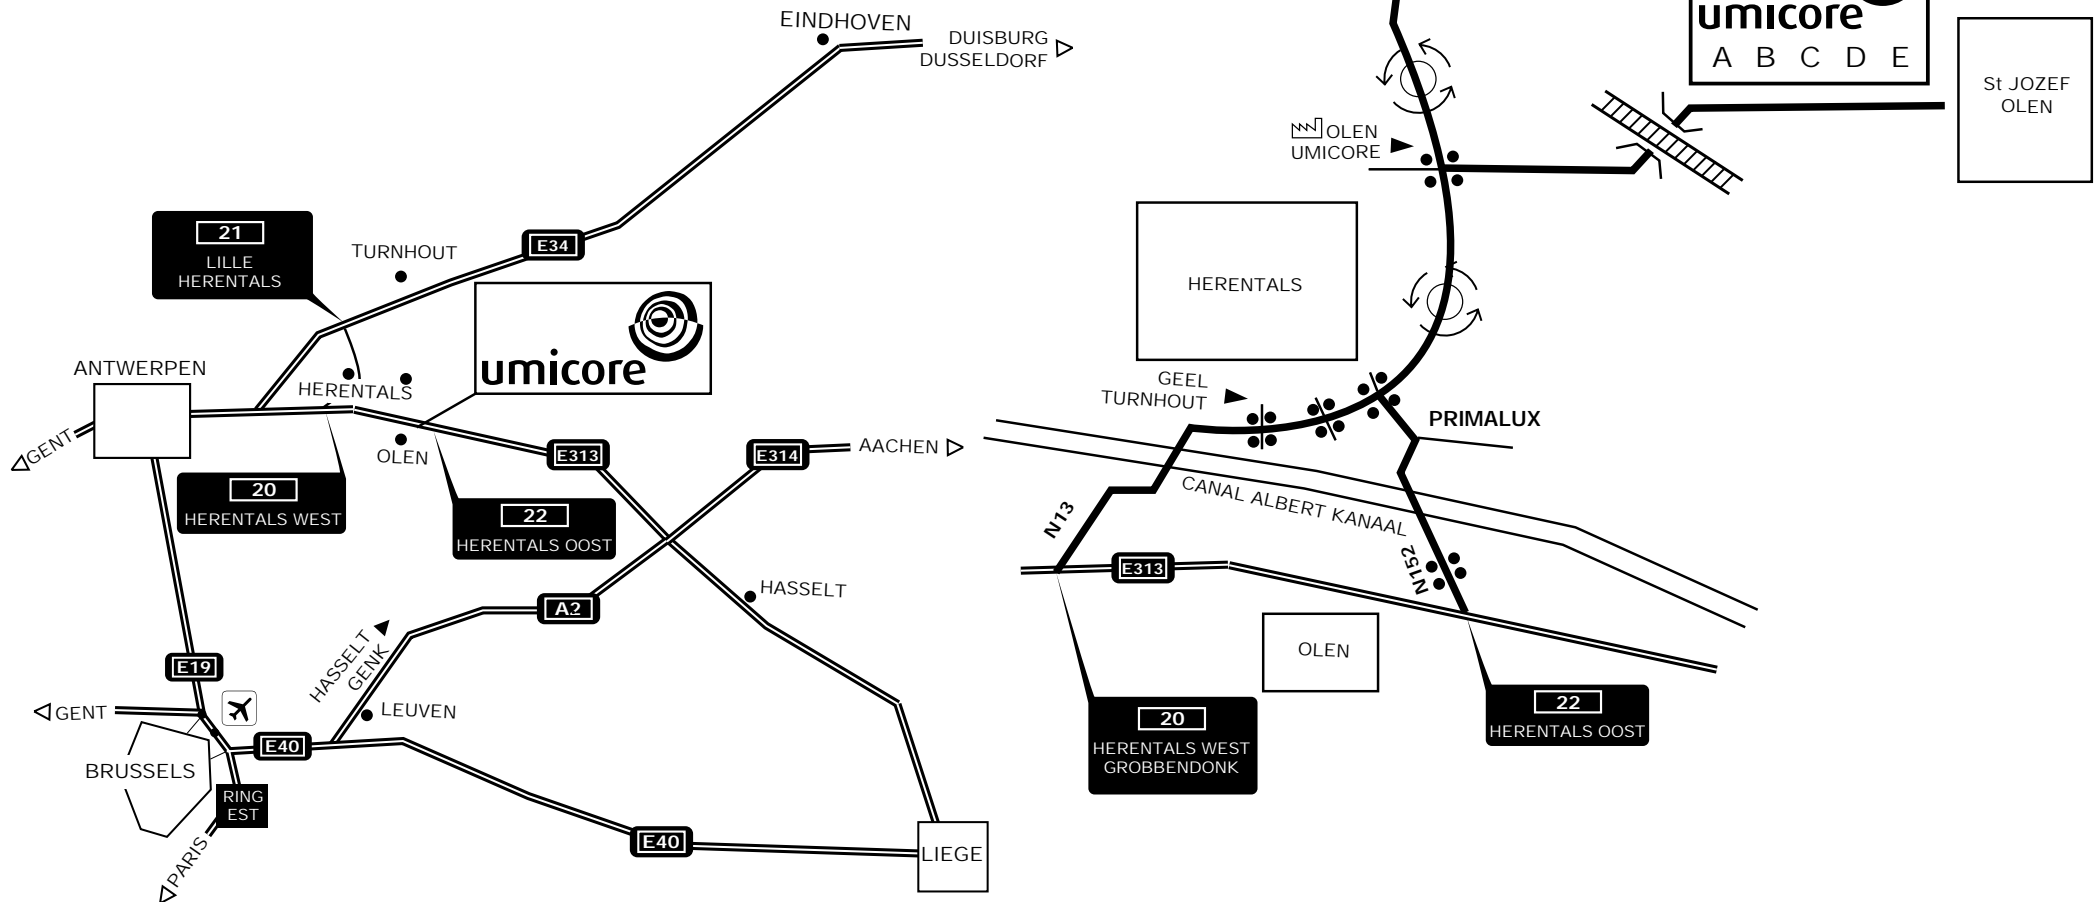 EINDHOVEN
DUISBURG
DUSSELDORF
21
LILLE
HERENTALS
TURNHOUT
E34
umicore
ANTWERPEN
HERENTALS
GENT
OLEN
E313
E314
AACHEN
20
HERENTALS WEST
22
HERENTALS OOST
HASSELT
A2
HASSELT
GENK
E19
GENT
LEUVEN
E40
BRUSSELS
RING
EST
PARIS
E40
LIEGE
umicore
A B C D E
St JOZEF
OLEN
OLEN
UMICORE
HERENTALS
GEEL
TURNHOUT
PRIMALUX
CANAL ALBERT KANAAL
N13
N152
E313
OLEN
20
HERENTALS WEST
GROBBENDONK
22
HERENTALS OOST